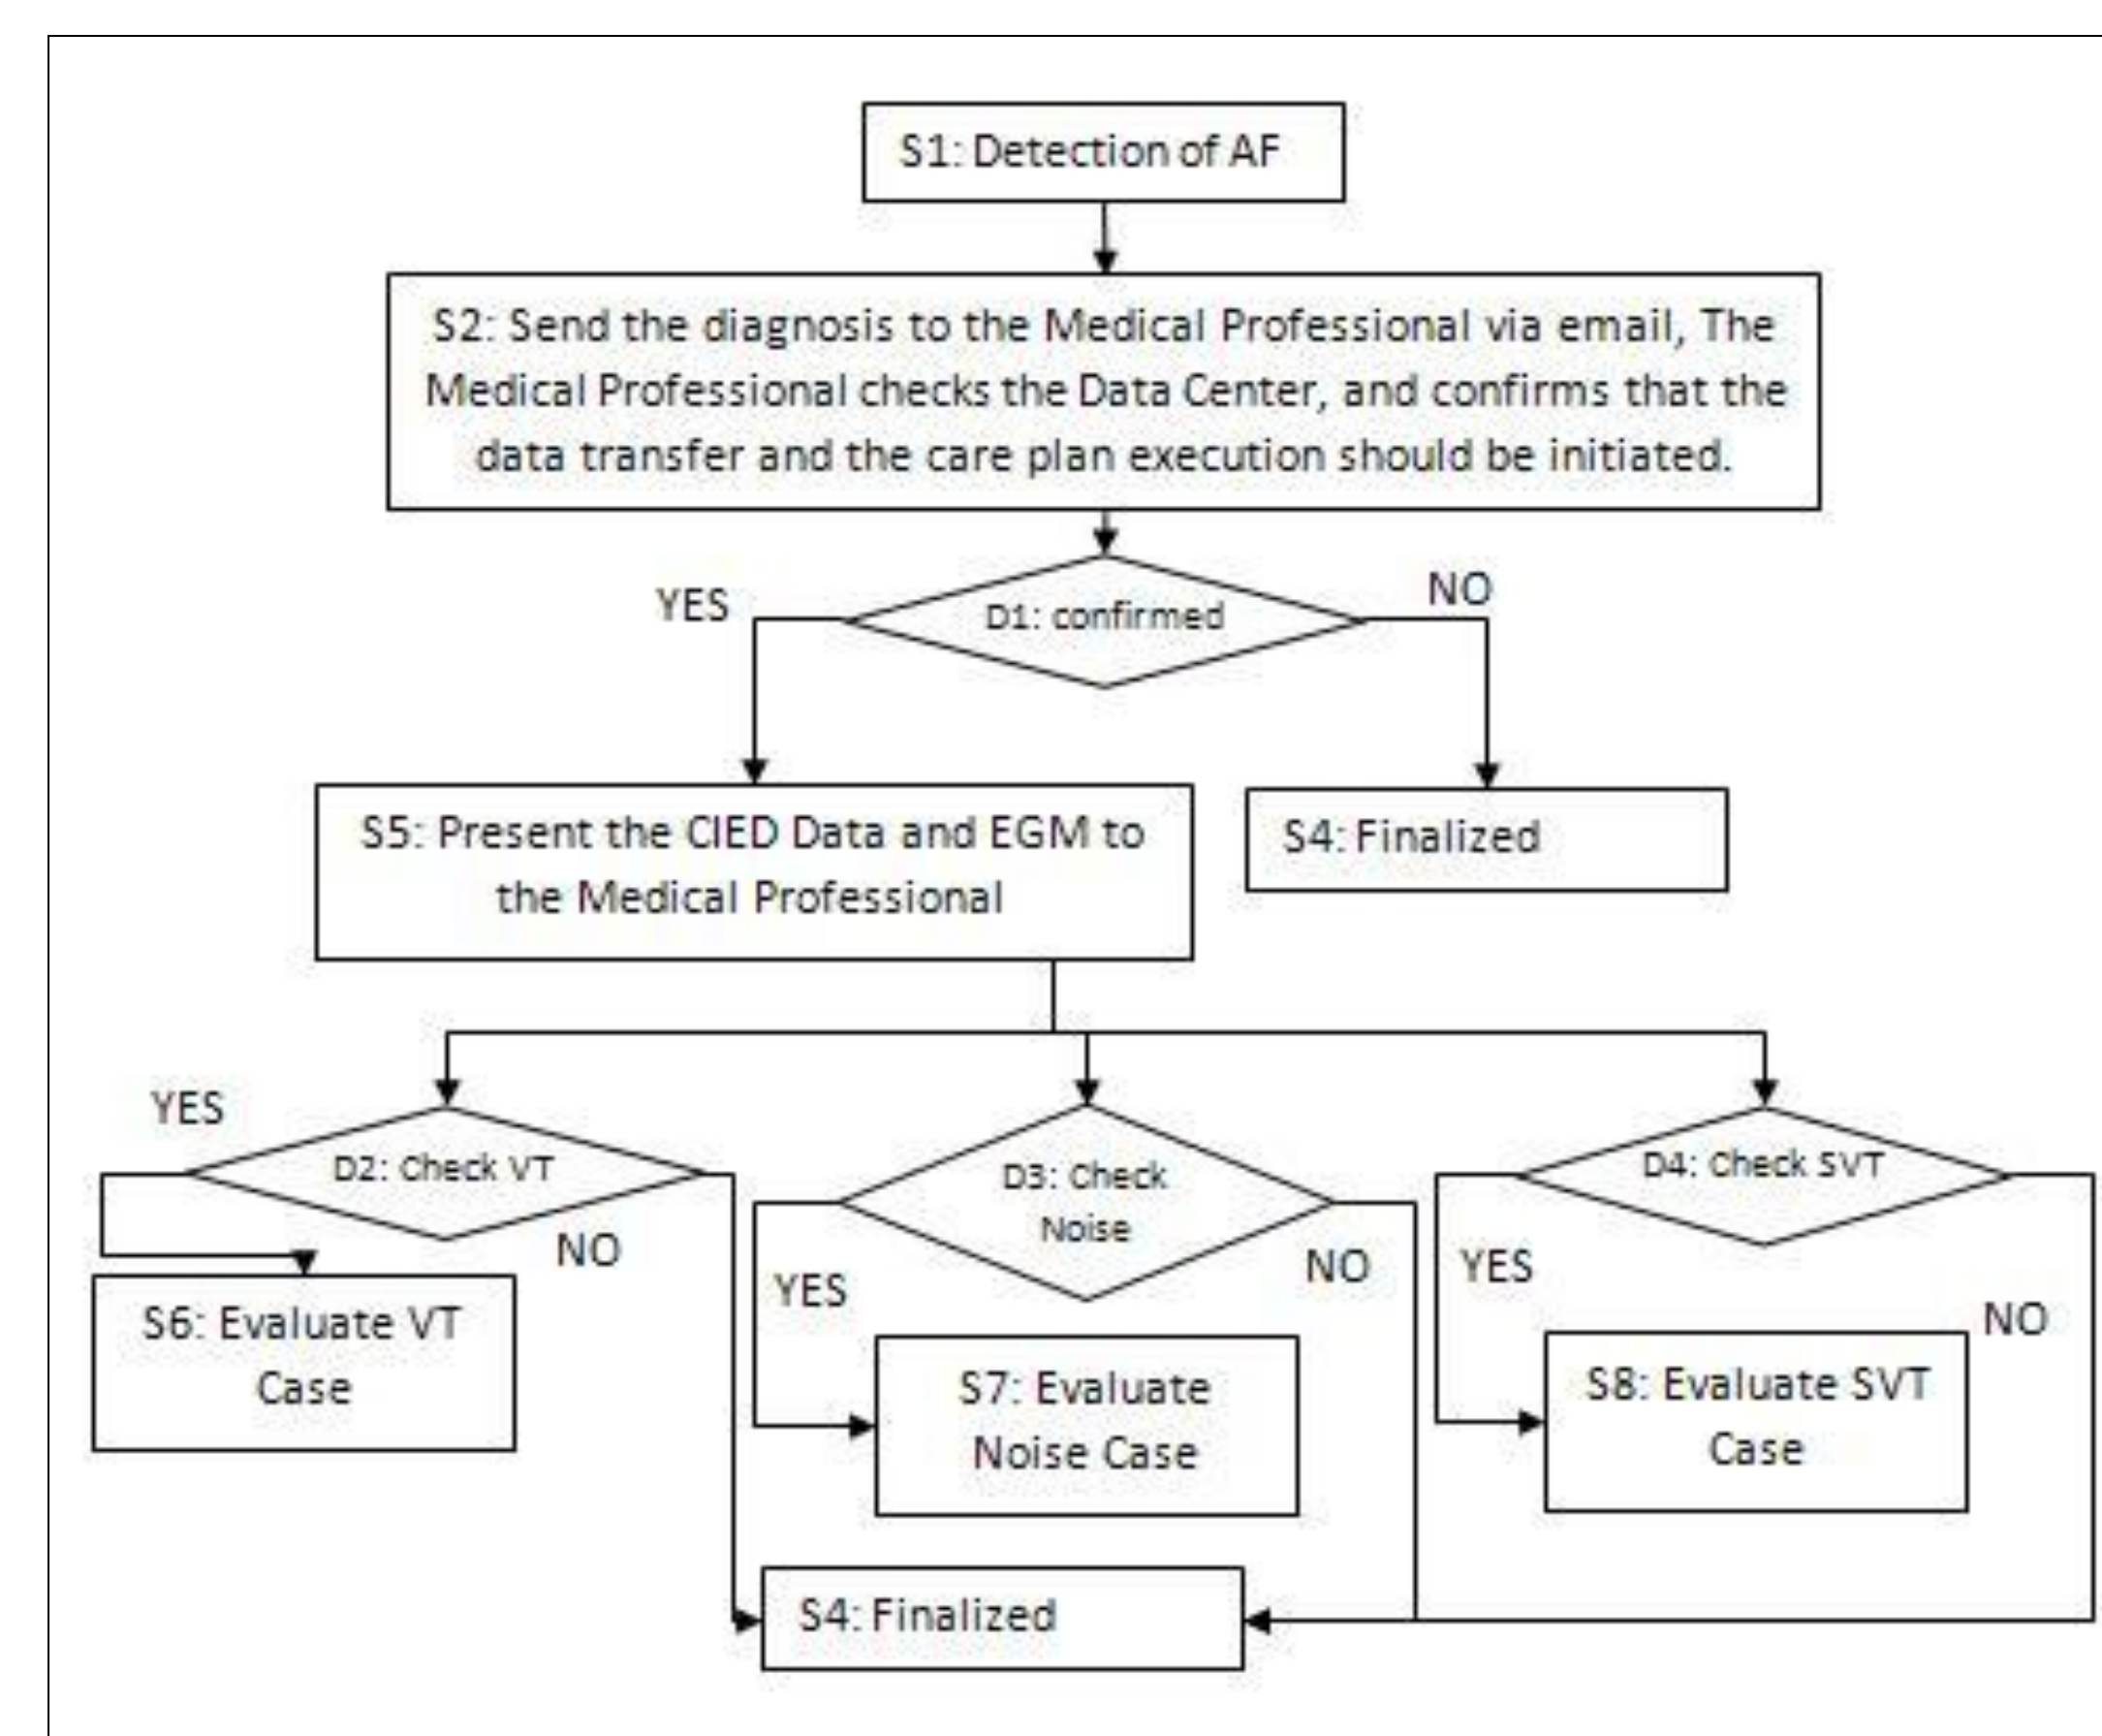 S1: Detection of AF
S2: Send the diagnosis to the Medical Professional via email, The
Medical Professional checks the Data Center, and confirms that the
data transfer and the care plan execution should be initiated.
YES
D1: confirmed
NO
S5: Present the CIED Data and EGM to
the Medical Professional
S4: Finalized
YES
D2: Check VT
NO
D3: Check
Noise
YES
NO
D4: Check SVT
YES
NO
S6: Evaluate VT
Case
S7: Evaluate
Noise Case
S8: Evaluate SVT
Case
S4: Finalized